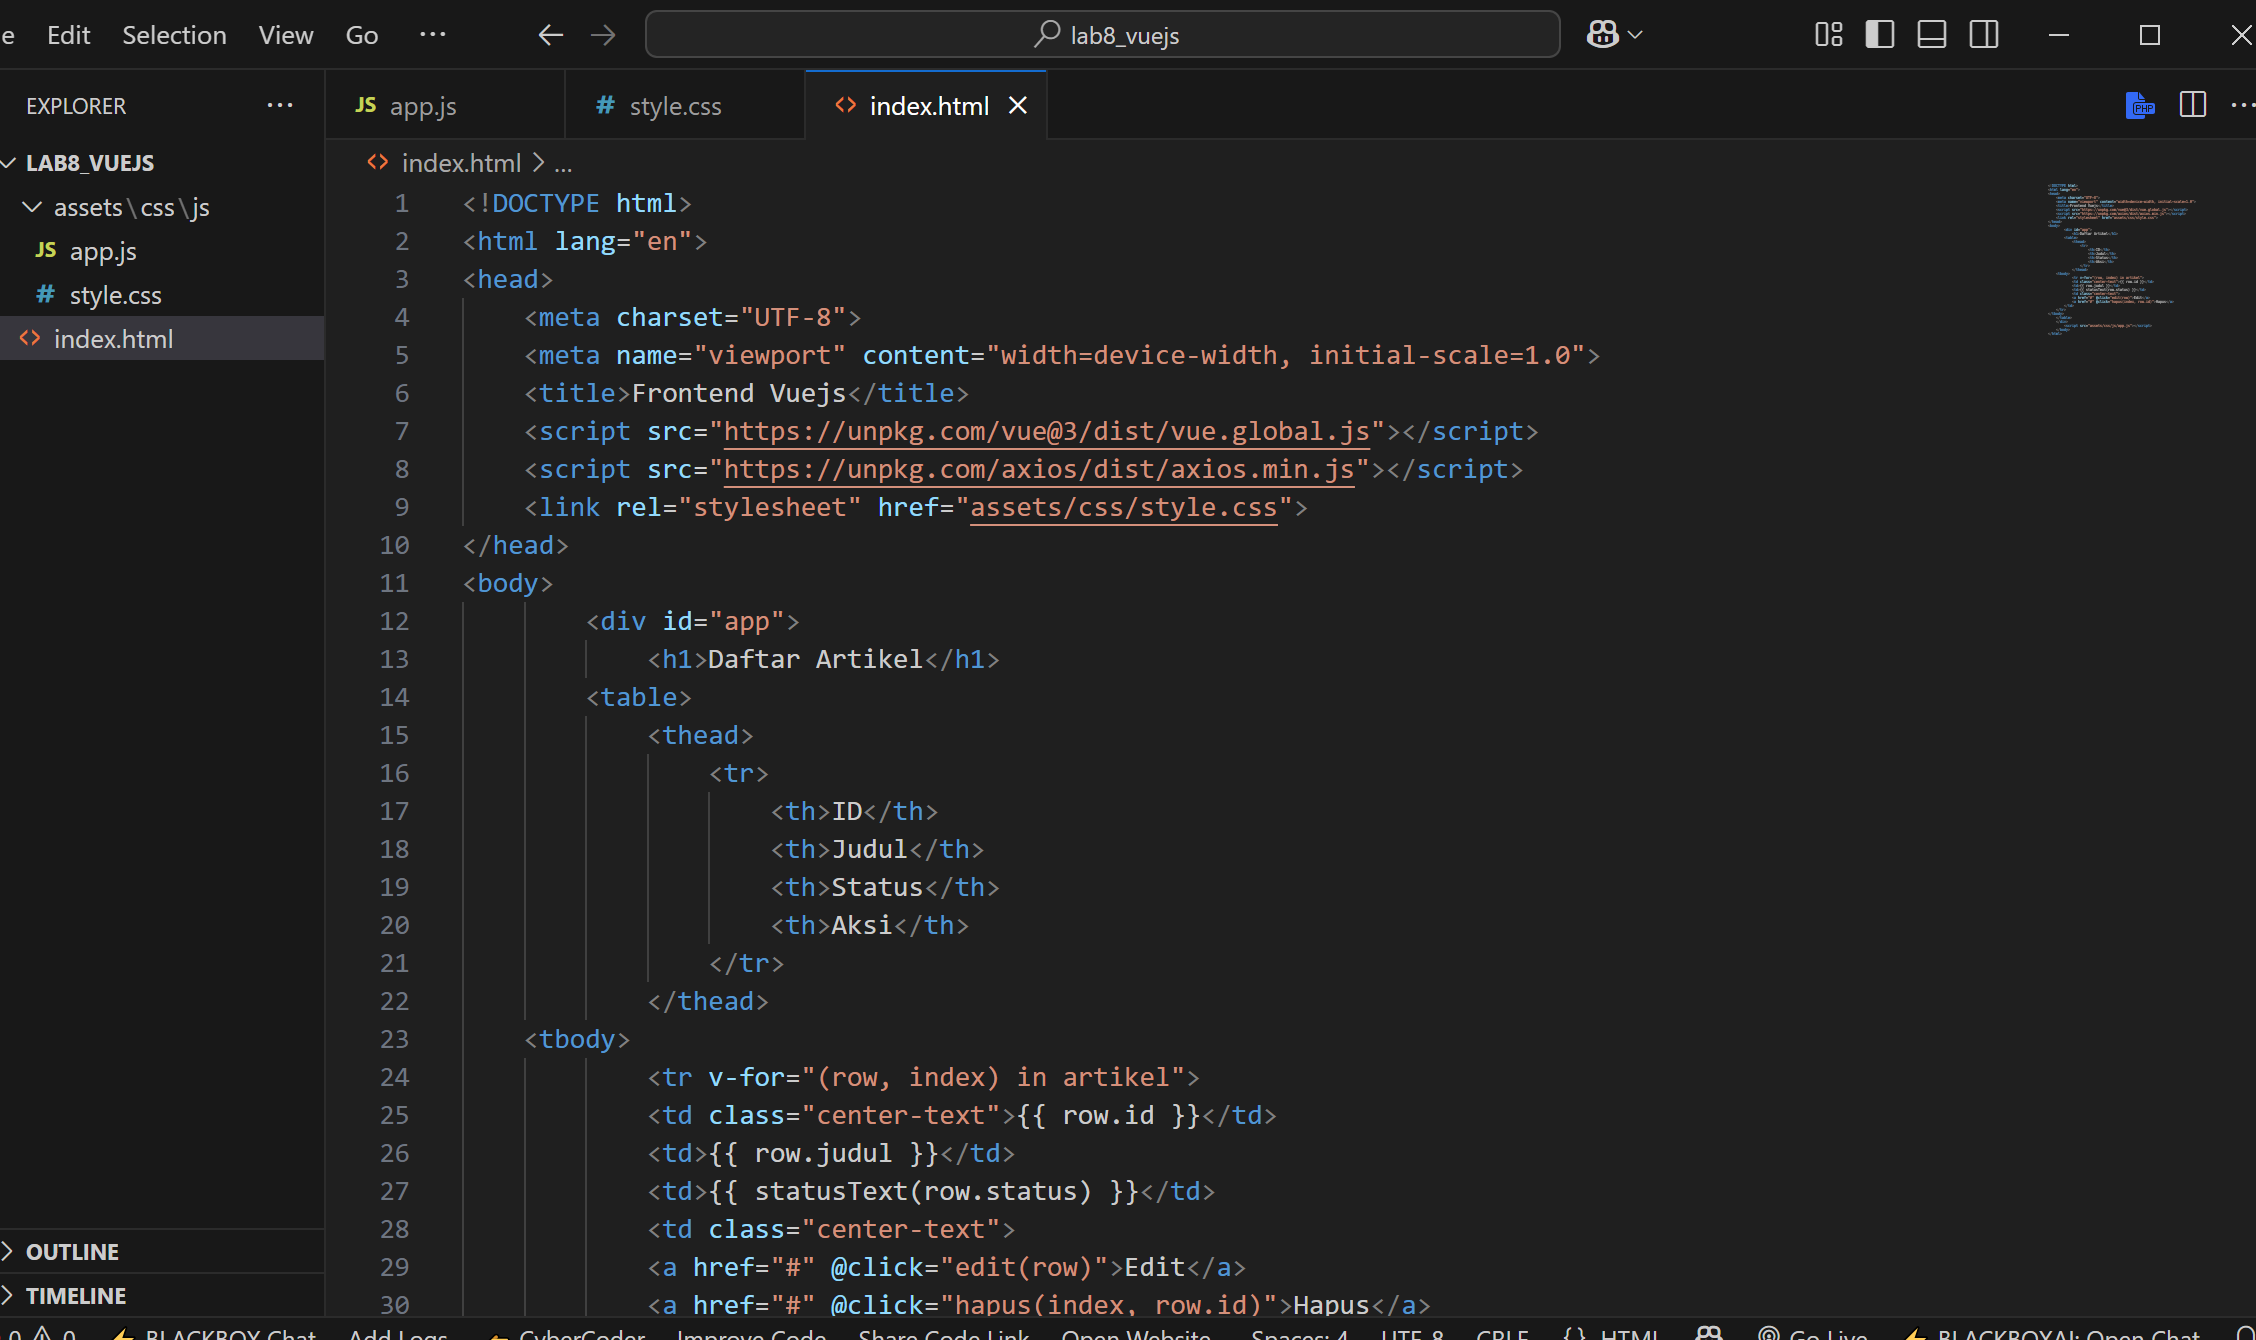 e Edit Selection View Go ··· lab8_vuejs
EXPLORER ···
JS app.js # style.css <> index.html
LAB8_VUEJS
assets\css\js
JS app.js
# style.css
<> index.html
<> index.html > ...
1 <!DOCTYPE html>
2 <html lang="en">
3 <head>
4 <meta charset="UTF-8">
5 <meta name="viewport" content="width=device-width, initial-scale=1.0">
6 <title>Frontend Vuejs</title>
7 <script src="https://unpkg.com/vue@3/dist/vue.global.js"></script>
8 <script src="https://unpkg.com/axios/dist/axios.min.js"></script>
9 <link rel="stylesheet" href="assets/css/style.css">
10 </head>
11 <body>
12 <div id="app">
13 <h1>Daftar Artikel</h1>
14 <table>
15 <thead>
16 <tr>
17 <th>ID</th>
18 <th>Judul</th>
19 <th>Status</th>
20 <th>Aksi</th>
21 </tr>
22 </thead>
23 <tbody>
24 <tr v-for="(row, index) in artikel">
25 <td class="center-text">{{ row.id }}</td>
26 <td>{{ row.judul }}</td>
27 <td>{{ statusText(row.status) }}</td>
28 <td class="center-text">
29 <a href="#" @click="edit(row)">Edit</a>
30 <a href="#" @click="hapus(index, row.id)">Hapus</a>
OUTLINE
TIMELINE
0 0 BLACKBOX Chat Add Logs CyberCoder Improve Code Share Code Link Open Website Spaces: 4 UTF-8 CRLF {} HTML Go Live BLACKBOXAI: Open Chat